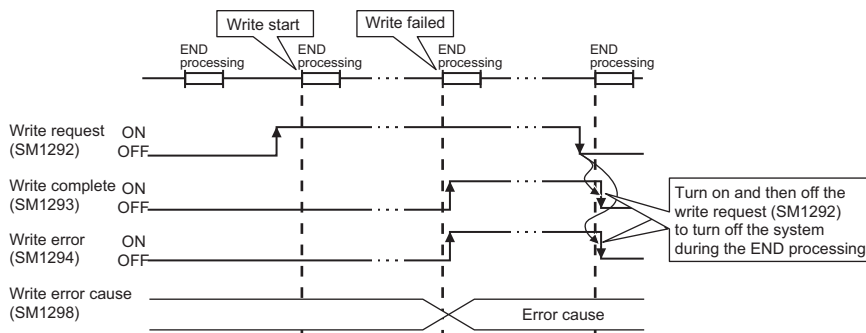 Write start
Write failed
END
processing
END
processing
END
processing
END
processing
Write request
(SM1292)
ON
OFF
Write complete
(SM1293)
ON
OFF
Write error
(SM1294)
ON
OFF
Turn on and then off the
write request (SM1292)
to turn off the system
during the END processing
Write error cause
(SM1298)
Error cause